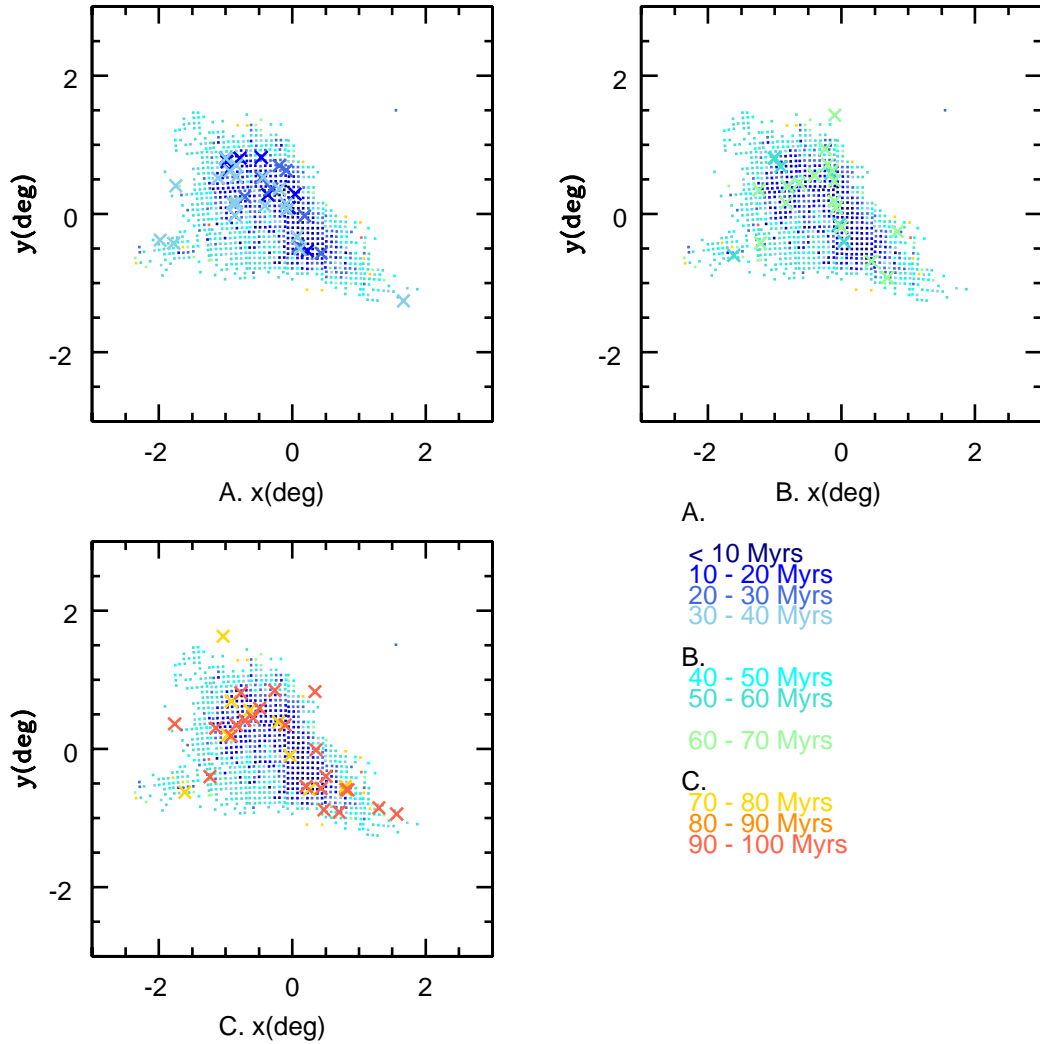 2
0
-2
y(deg)
-2 0 2
A. x(deg)
2
0
-2
y(deg)
-2 0 2
B. x(deg)
2
0
-2
y(deg)
-2 0 2
C. x(deg)
A.
< 10 Myrs
10 - 20 Myrs
20 - 30 Myrs
30 - 40 Myrs
B.
40 - 50 Myrs
50 - 60 Myrs
60 - 70 Myrs
C.
70 - 80 Myrs
80 - 90 Myrs
90 - 100 Myrs